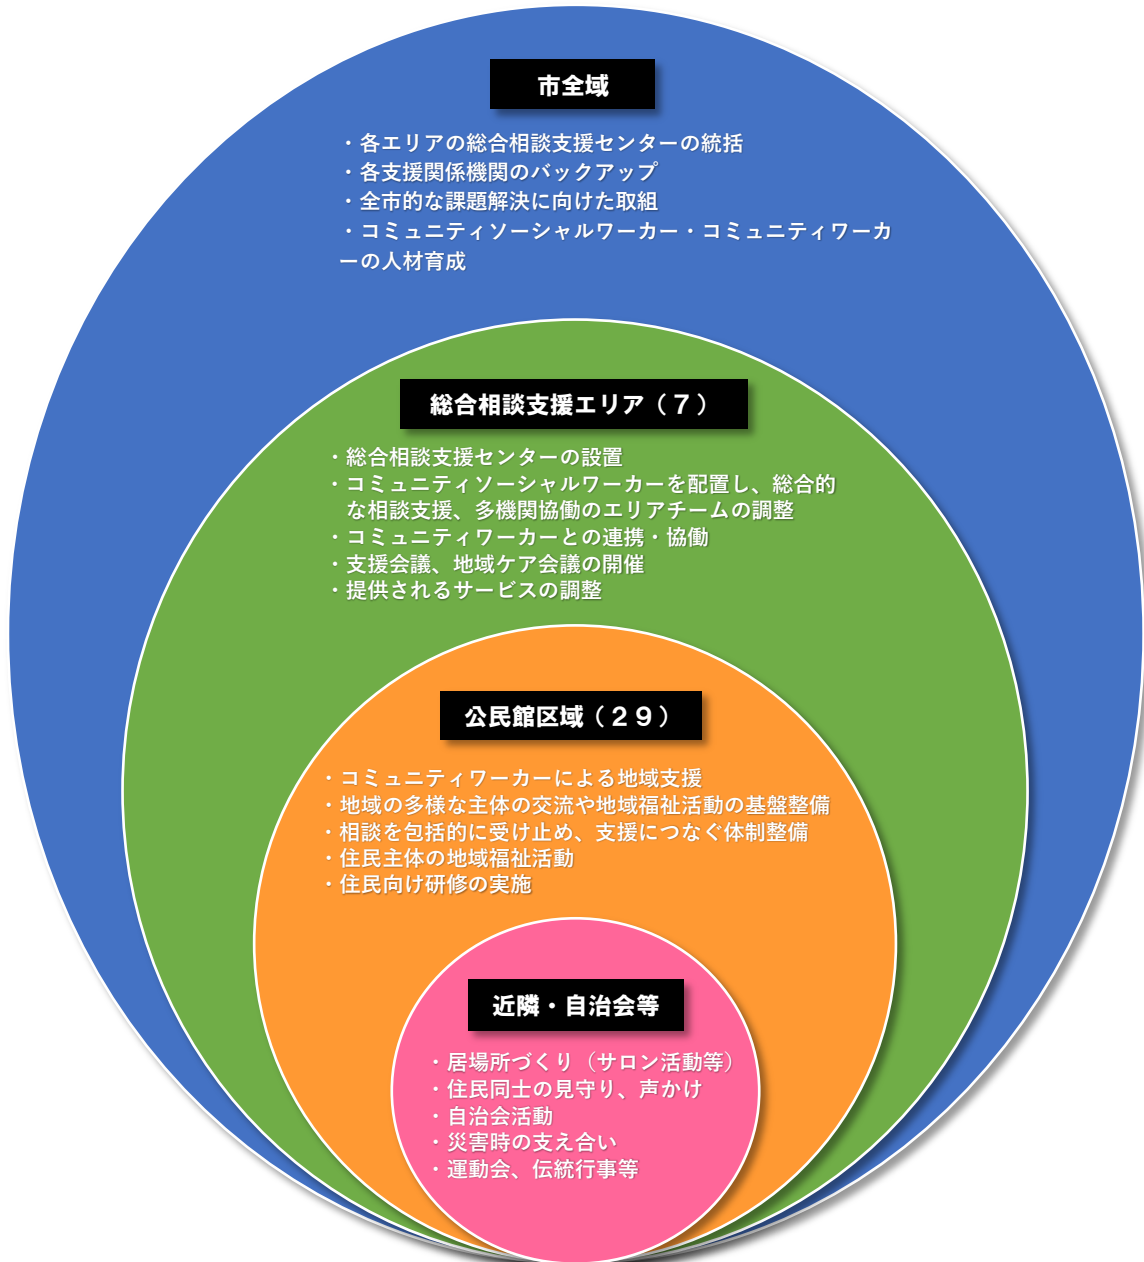 市全域
・各エリアの総合相談支援センターの統括
・各支援関係機関のバックアップ
・全市的な課題解決に向けた取組
・コミュニティソーシャルワーカー・コミュニティワーカ
ーの人材育成
総合相談支援エリア（７）
・総合相談支援センターの設置
・コミュニティソーシャルワーカーを配置し、総合的
な相談支援、多機関協働のエリアチームの調整
・コミュニティワーカーとの連携・協働
・支援会議、地域ケア会議の開催
・提供されるサービスの調整
公民館区域（２９）
・コミュニティワーカーによる地域支援
・地域の多様な主体の交流や地域福祉活動の基盤整備
・相談を包括的に受け止め、支援につなぐ体制整備
・住民主体の地域福祉活動
・住民向け研修の実施
近隣・自治会等
・居場所づくり（サロン活動等）
・住民同士の見守り、声かけ
・自治会活動
・災害時の支え合い
・運動会、伝統行事等